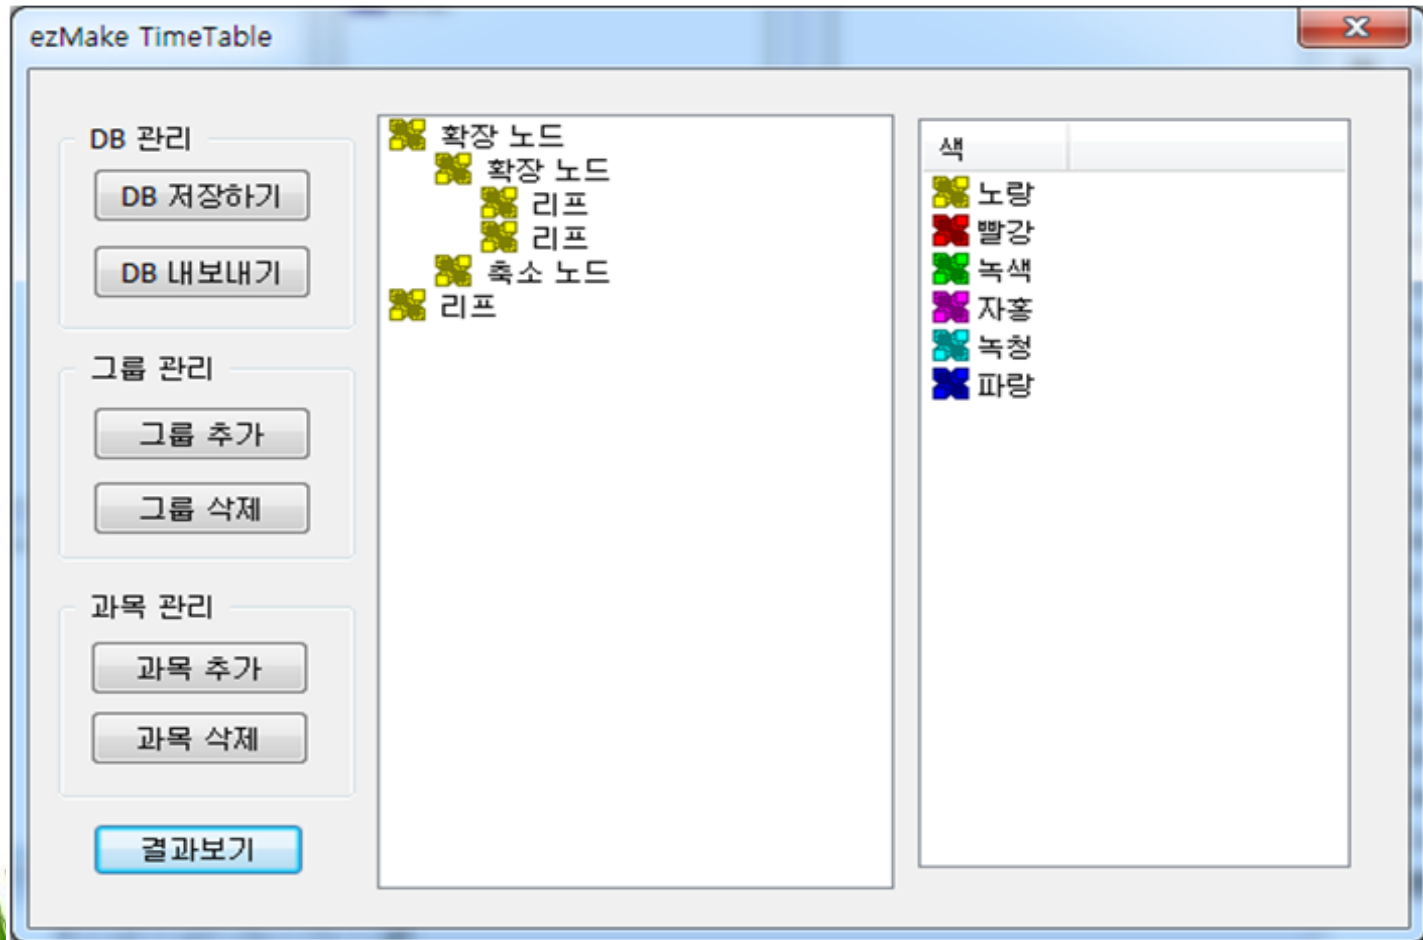 ezMake TimeTable
DB 관리
DB 저장하기
DB 내보내기
그룹 관리
그룹 추가
그룹 삭제
과목 관리
과목 추가
과목 삭제
결과보기
확장 노드
확장 노드
리프
리프
축소 노드
리프
색
노랑
빨강
녹색
자홍
녹청
파랑